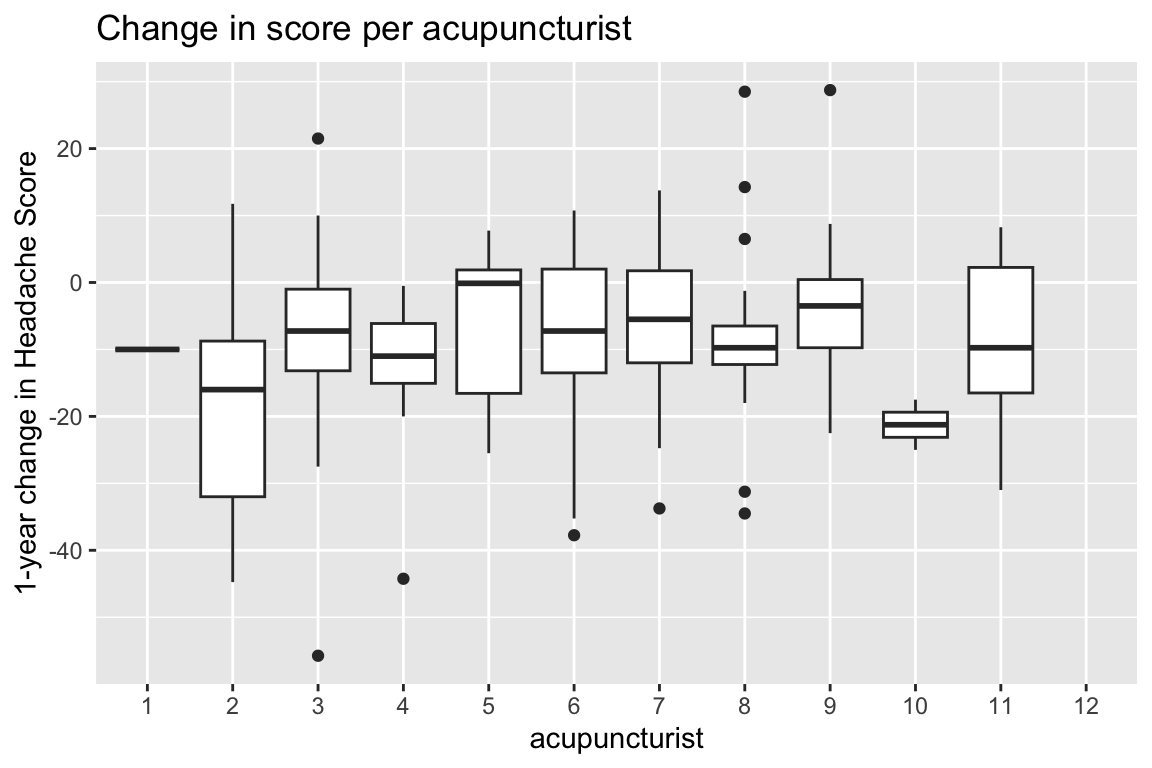 Change in score per acupuncturist
1-year change in Headache Score
20
0
-20
-40
1 2 3 4 5 6 7 8 9 10 11 12
acupuncturist